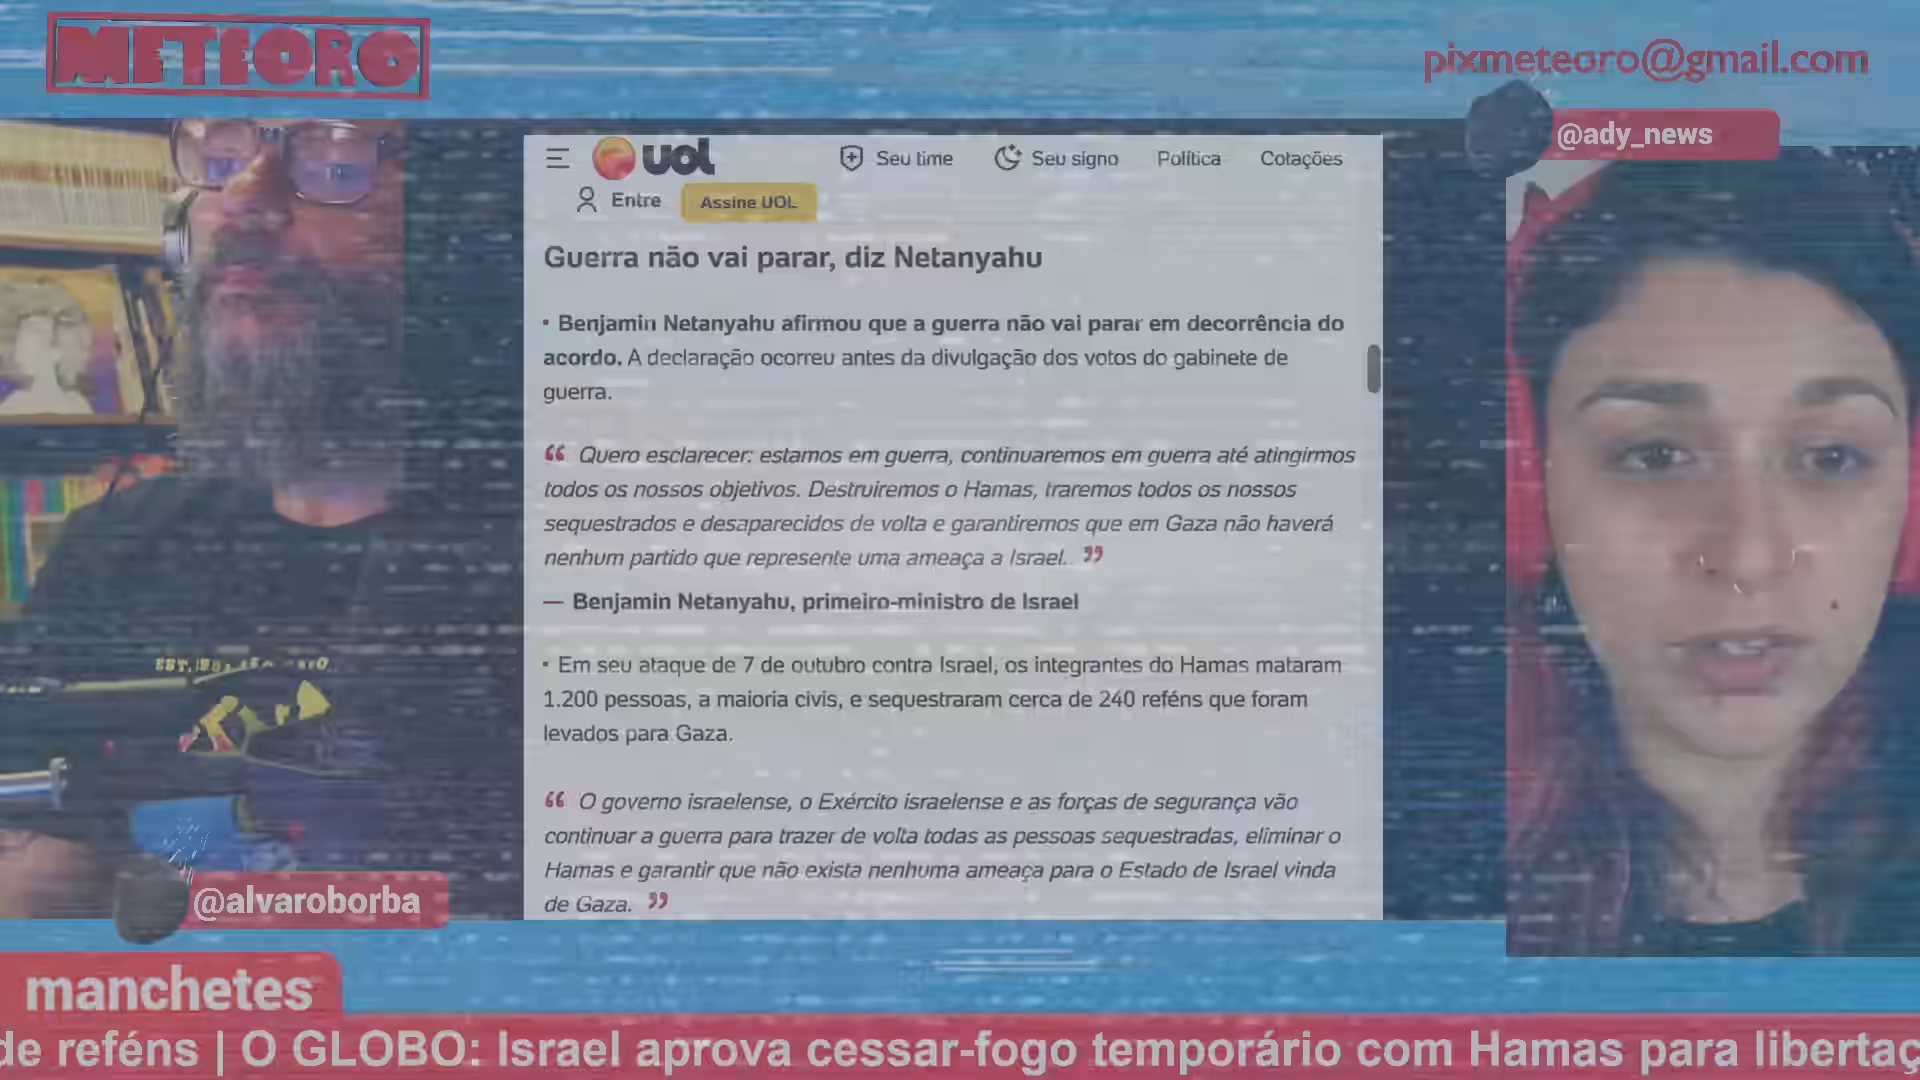 METEORO
pixmeteoro@gmail.com
@ady_news
uol
Seu time
Seu signo
Política
Cotações
Entre
Assine UOL
Guerra não vai parar, diz Netanyahu
• Benjamin Netanyahu afirmou que a guerra não vai parar em decorrência do
acordo. A declaração ocorreu antes da divulgação dos votos do gabinete de
guerra.
“ Quero esclarecer: estamos em guerra, continuaremos em guerra até atingirmos
todos os nossos objetivos. Destruiremos o Hamas, traremos todos os nossos
sequestrados e desaparecidos de volta e garantiremos que em Gaza não haverá
nenhum partido que represente uma ameaça a Israel. ”
— Benjamin Netanyahu, primeiro-ministro de Israel
• Em seu ataque de 7 de outubro contra Israel, os integrantes do Hamas mataram
1.200 pessoas, a maioria civis, e sequestraram cerca de 240 reféns que foram
levados para Gaza.
“ O governo israelense, o Exército israelense e as forças de segurança vão
continuar a guerra para trazer de volta todas as pessoas sequestradas, eliminar o
Hamas e garantir que não exista nenhuma ameaça para o Estado de Israel vinda
de Gaza. ”
@alvaroborba
manchetes
de reféns | O GLOBO: Israel aprova cessar-fogo temporário com Hamas para libertaç